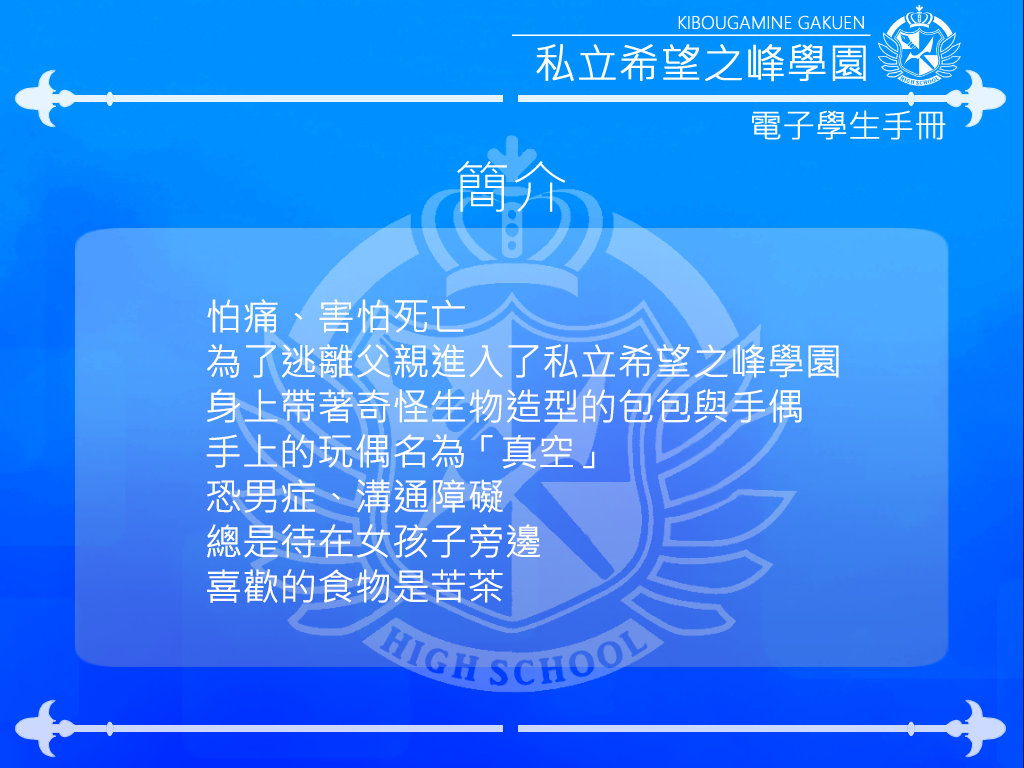 KIBOUGAMINE GAKUEN
私立希望之峰學園
HIGH SCHOOL
電子學生手冊
簡介
怕痛、害怕死亡
為了逃離父親進入了私立希望之峰學園
身上帶著奇怪生物造型的包包與手偶
手上的玩偶名為「真空」
恐男症、溝通障礙
總是待在女孩子旁邊
喜歡的食物是苦茶
HIGH SCHOOL